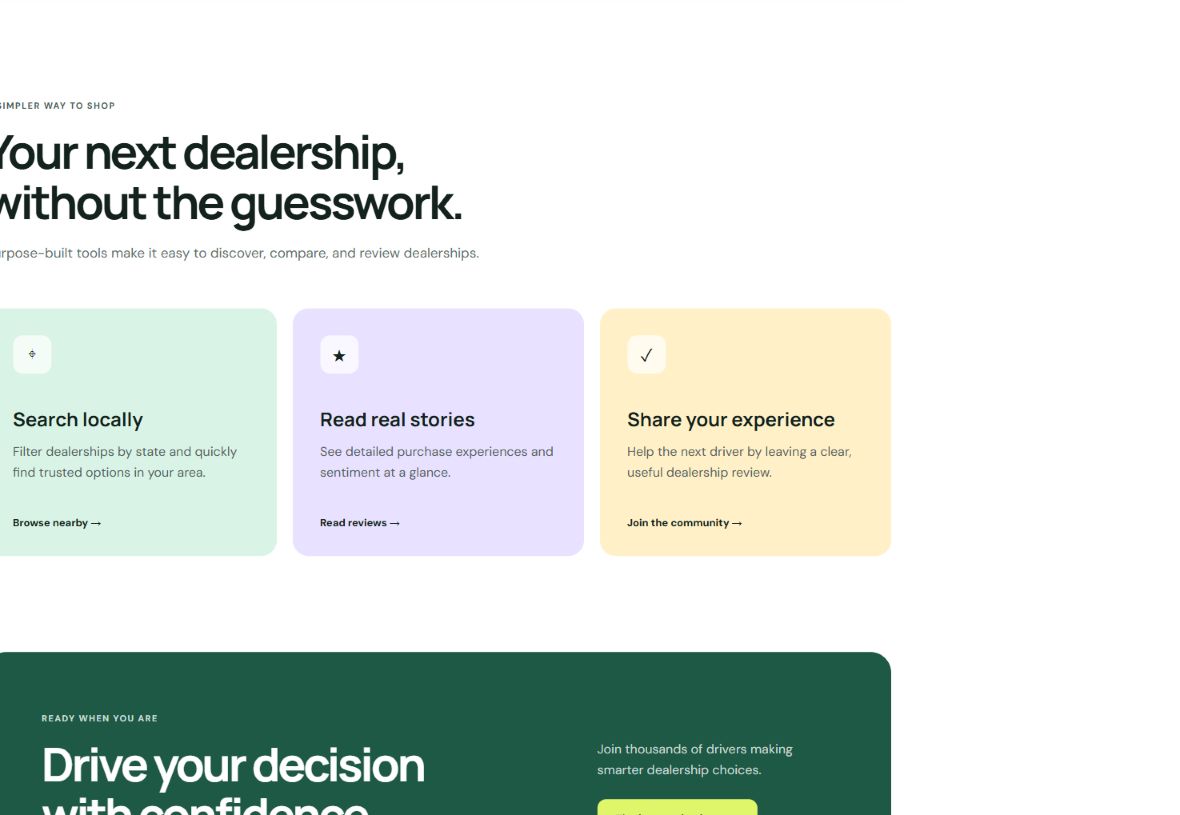 SIMPLER WAY TO SHOP
Your next dealership,
without the guesswork.
rpose-built tools make it easy to discover, compare, and review dealerships.
Search locally
Filter dealerships by state and quickly
find trusted options in your area.
Browse nearby →
Read real stories
See detailed purchase experiences and
sentiment at a glance.
Read reviews →
Share your experience
Help the next driver by leaving a clear,
useful dealership review.
Join the community →
READY WHEN YOU ARE
Drive your decision
with confidence
Join thousands of drivers making
smarter dealership choices.